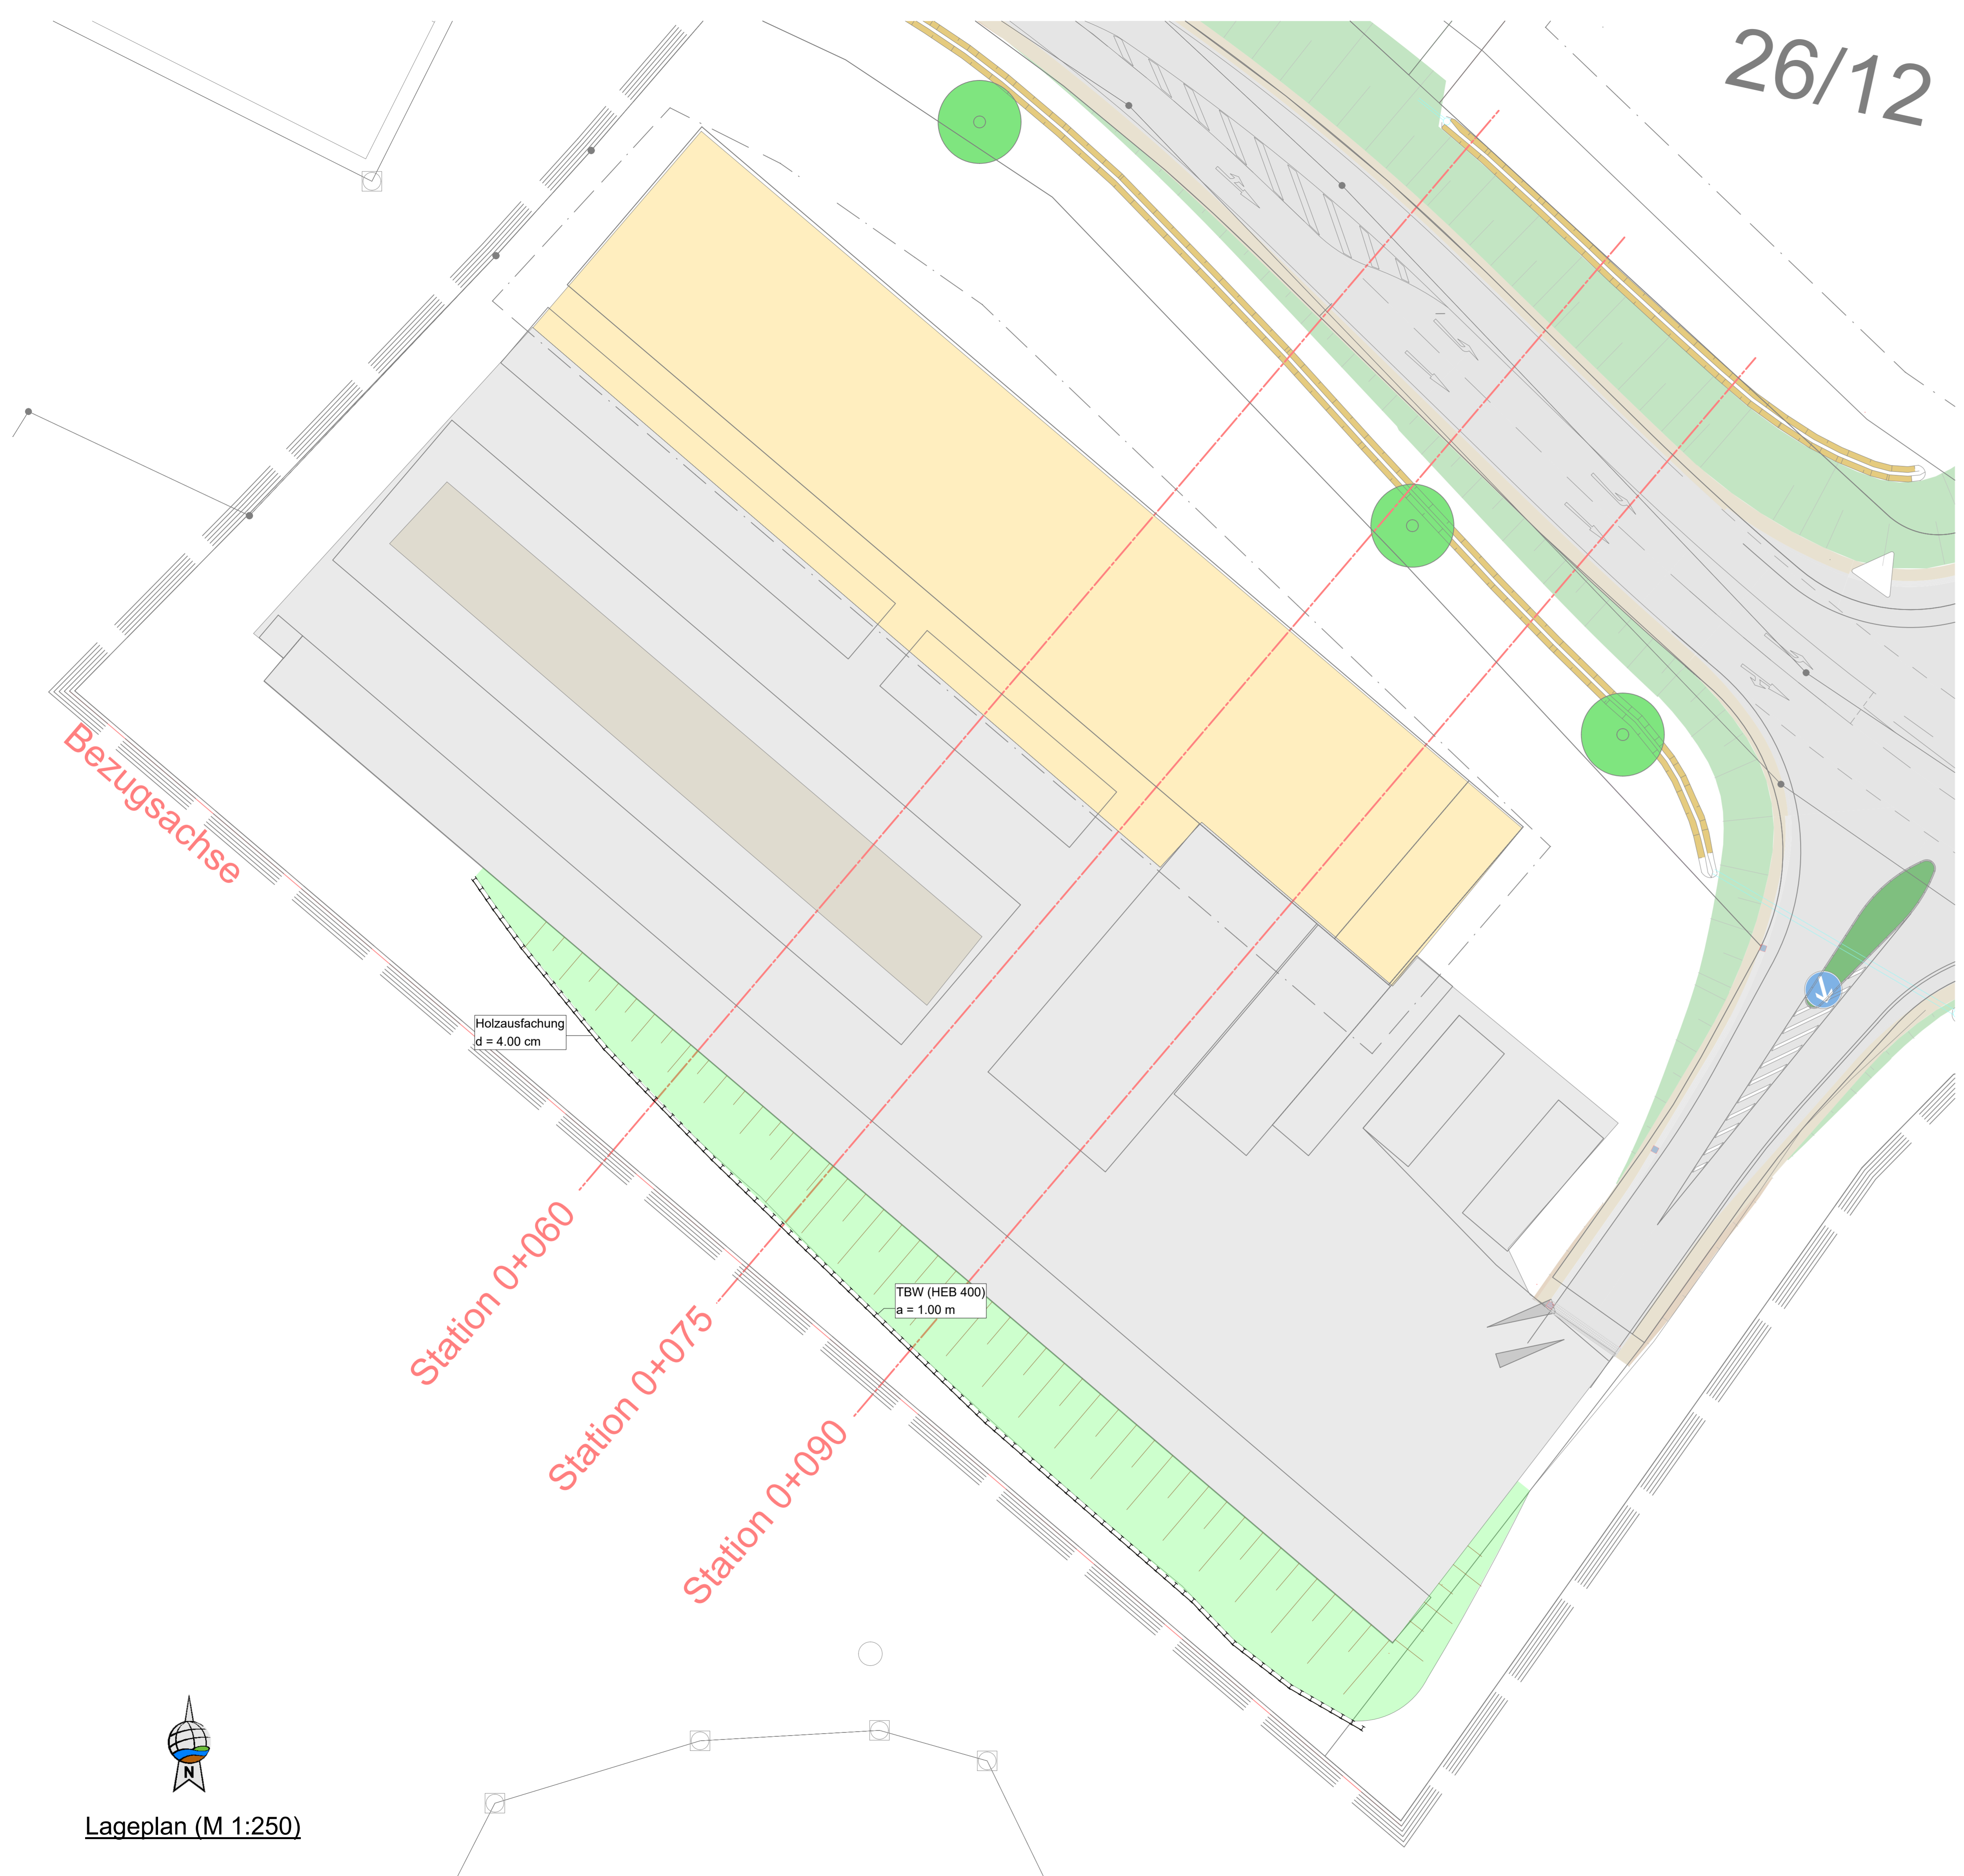 26/12
Bezugsachse
Holzausfachung
d = 4.00 cm
Station 0+060
TBW (HEB 400)
a = 1.00 m
Station 0+075
Station 0+090
N
Lageplan (M 1:250)